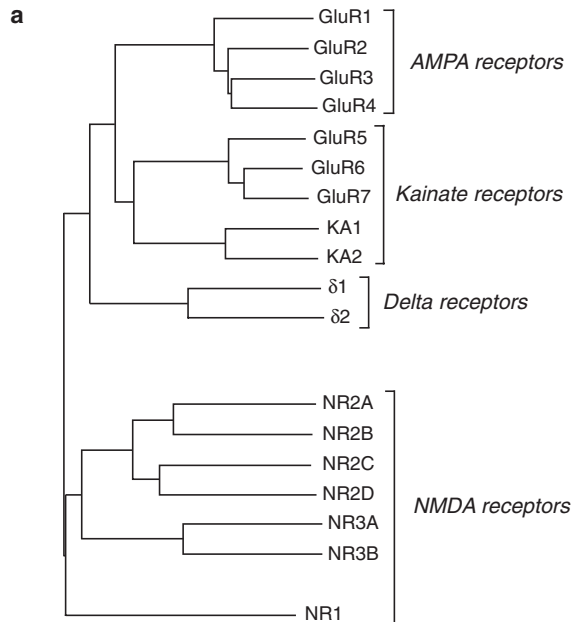 a
GluR1
GluR2
GluR3
GluR4
AMPA receptors
GluR5
GluR6
GluR7
KA1
KA2
Kainate receptors
δ1
δ2
Delta receptors
NR2A
NR2B
NR2C
NR2D
NR3A
NR3B
NR1
NMDA receptors